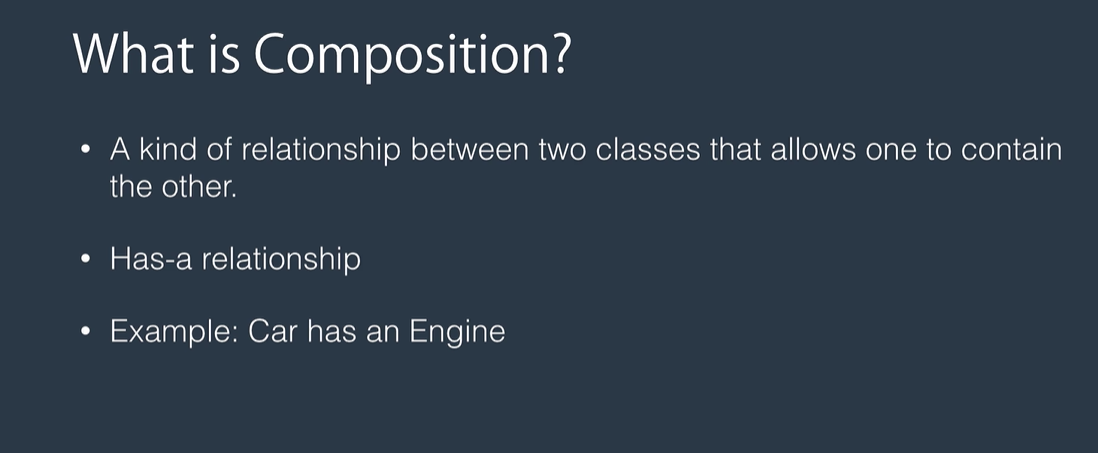 What is Composition?
• A kind of relationship between two classes that allows one to contain
the other.
• Has-a relationship
• Example: Car has an Engine